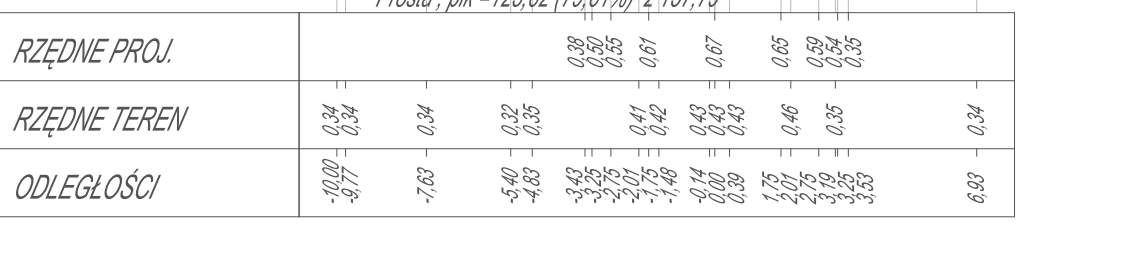 RZĘDNE PROJ. 0,38 0,50 0,55 0,61 0,67 0,65 0,59 0,54 0,35
RZĘDNE TEREN 0,34 0,34 0,34 0,32 0,35 0,41 0,42 0,43 0,43 0,43 0,46 0,35 0,34
ODLEGŁOŚCI -10,00 -9,77 -7,63 -5,40 -4,83 -3,43 -3,25 -2,75 -2,01 -1,75 -1,48 -0,14 0,00 0,39 1,75 2,01 2,75 3,19 3,25 3,53 6,93